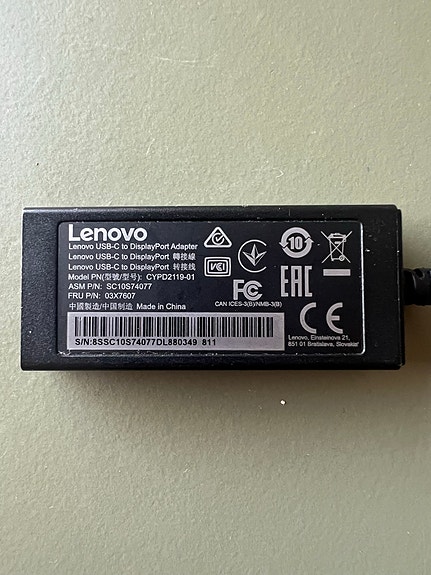 Lenovo
Lenovo USB-C to DisplayPort Adapter
Lenovo USB-C to DisplayPort 轉接線
Lenovo USB-C to DisplayPort 转接线
Model PN(型號/型号): CYPD2119-01
ASM P/N: SC10S74077
FRU P/N: 03X7607
中國製造/中国制造 Made in China
S/N:8SSC10S74077DL880349 811
VCI
10
FC
CAN ICES-3(B)/NMB-3(B)
EAC
CE
Lenovo, Einsteinova 21,
851 01 Bratislava, Slovakia